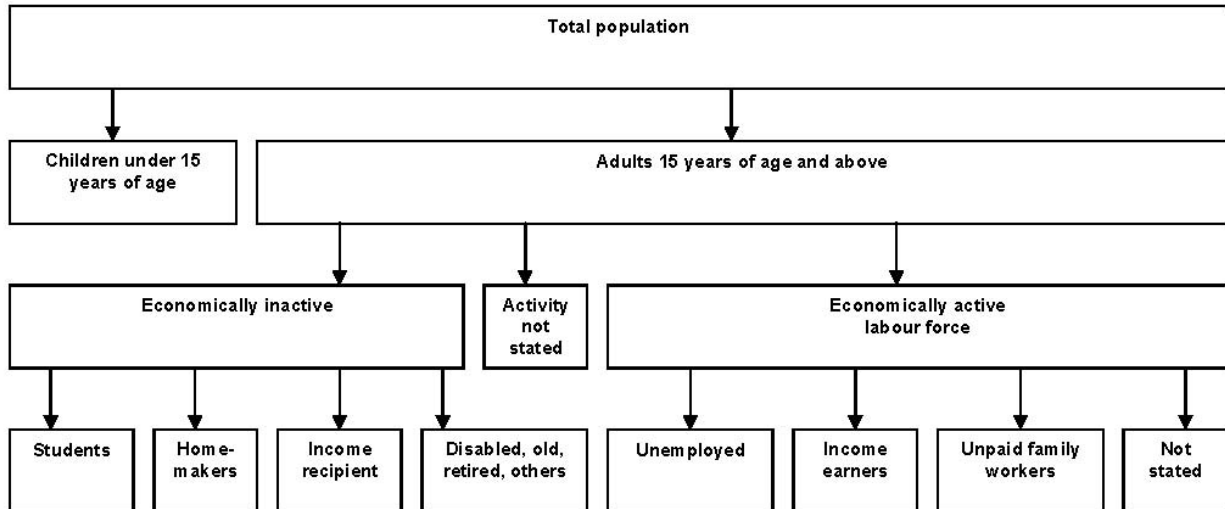 Total population
Children under 15
years of age
Adults 15 years of age and above
Economically inactive
Activity
not
stated
Economically active
labour force
Students
Home-
makers
Income
recipient
Disabled, old,
retired, others
Unemployed
Income
earners
Unpaid family
workers
Not
stated